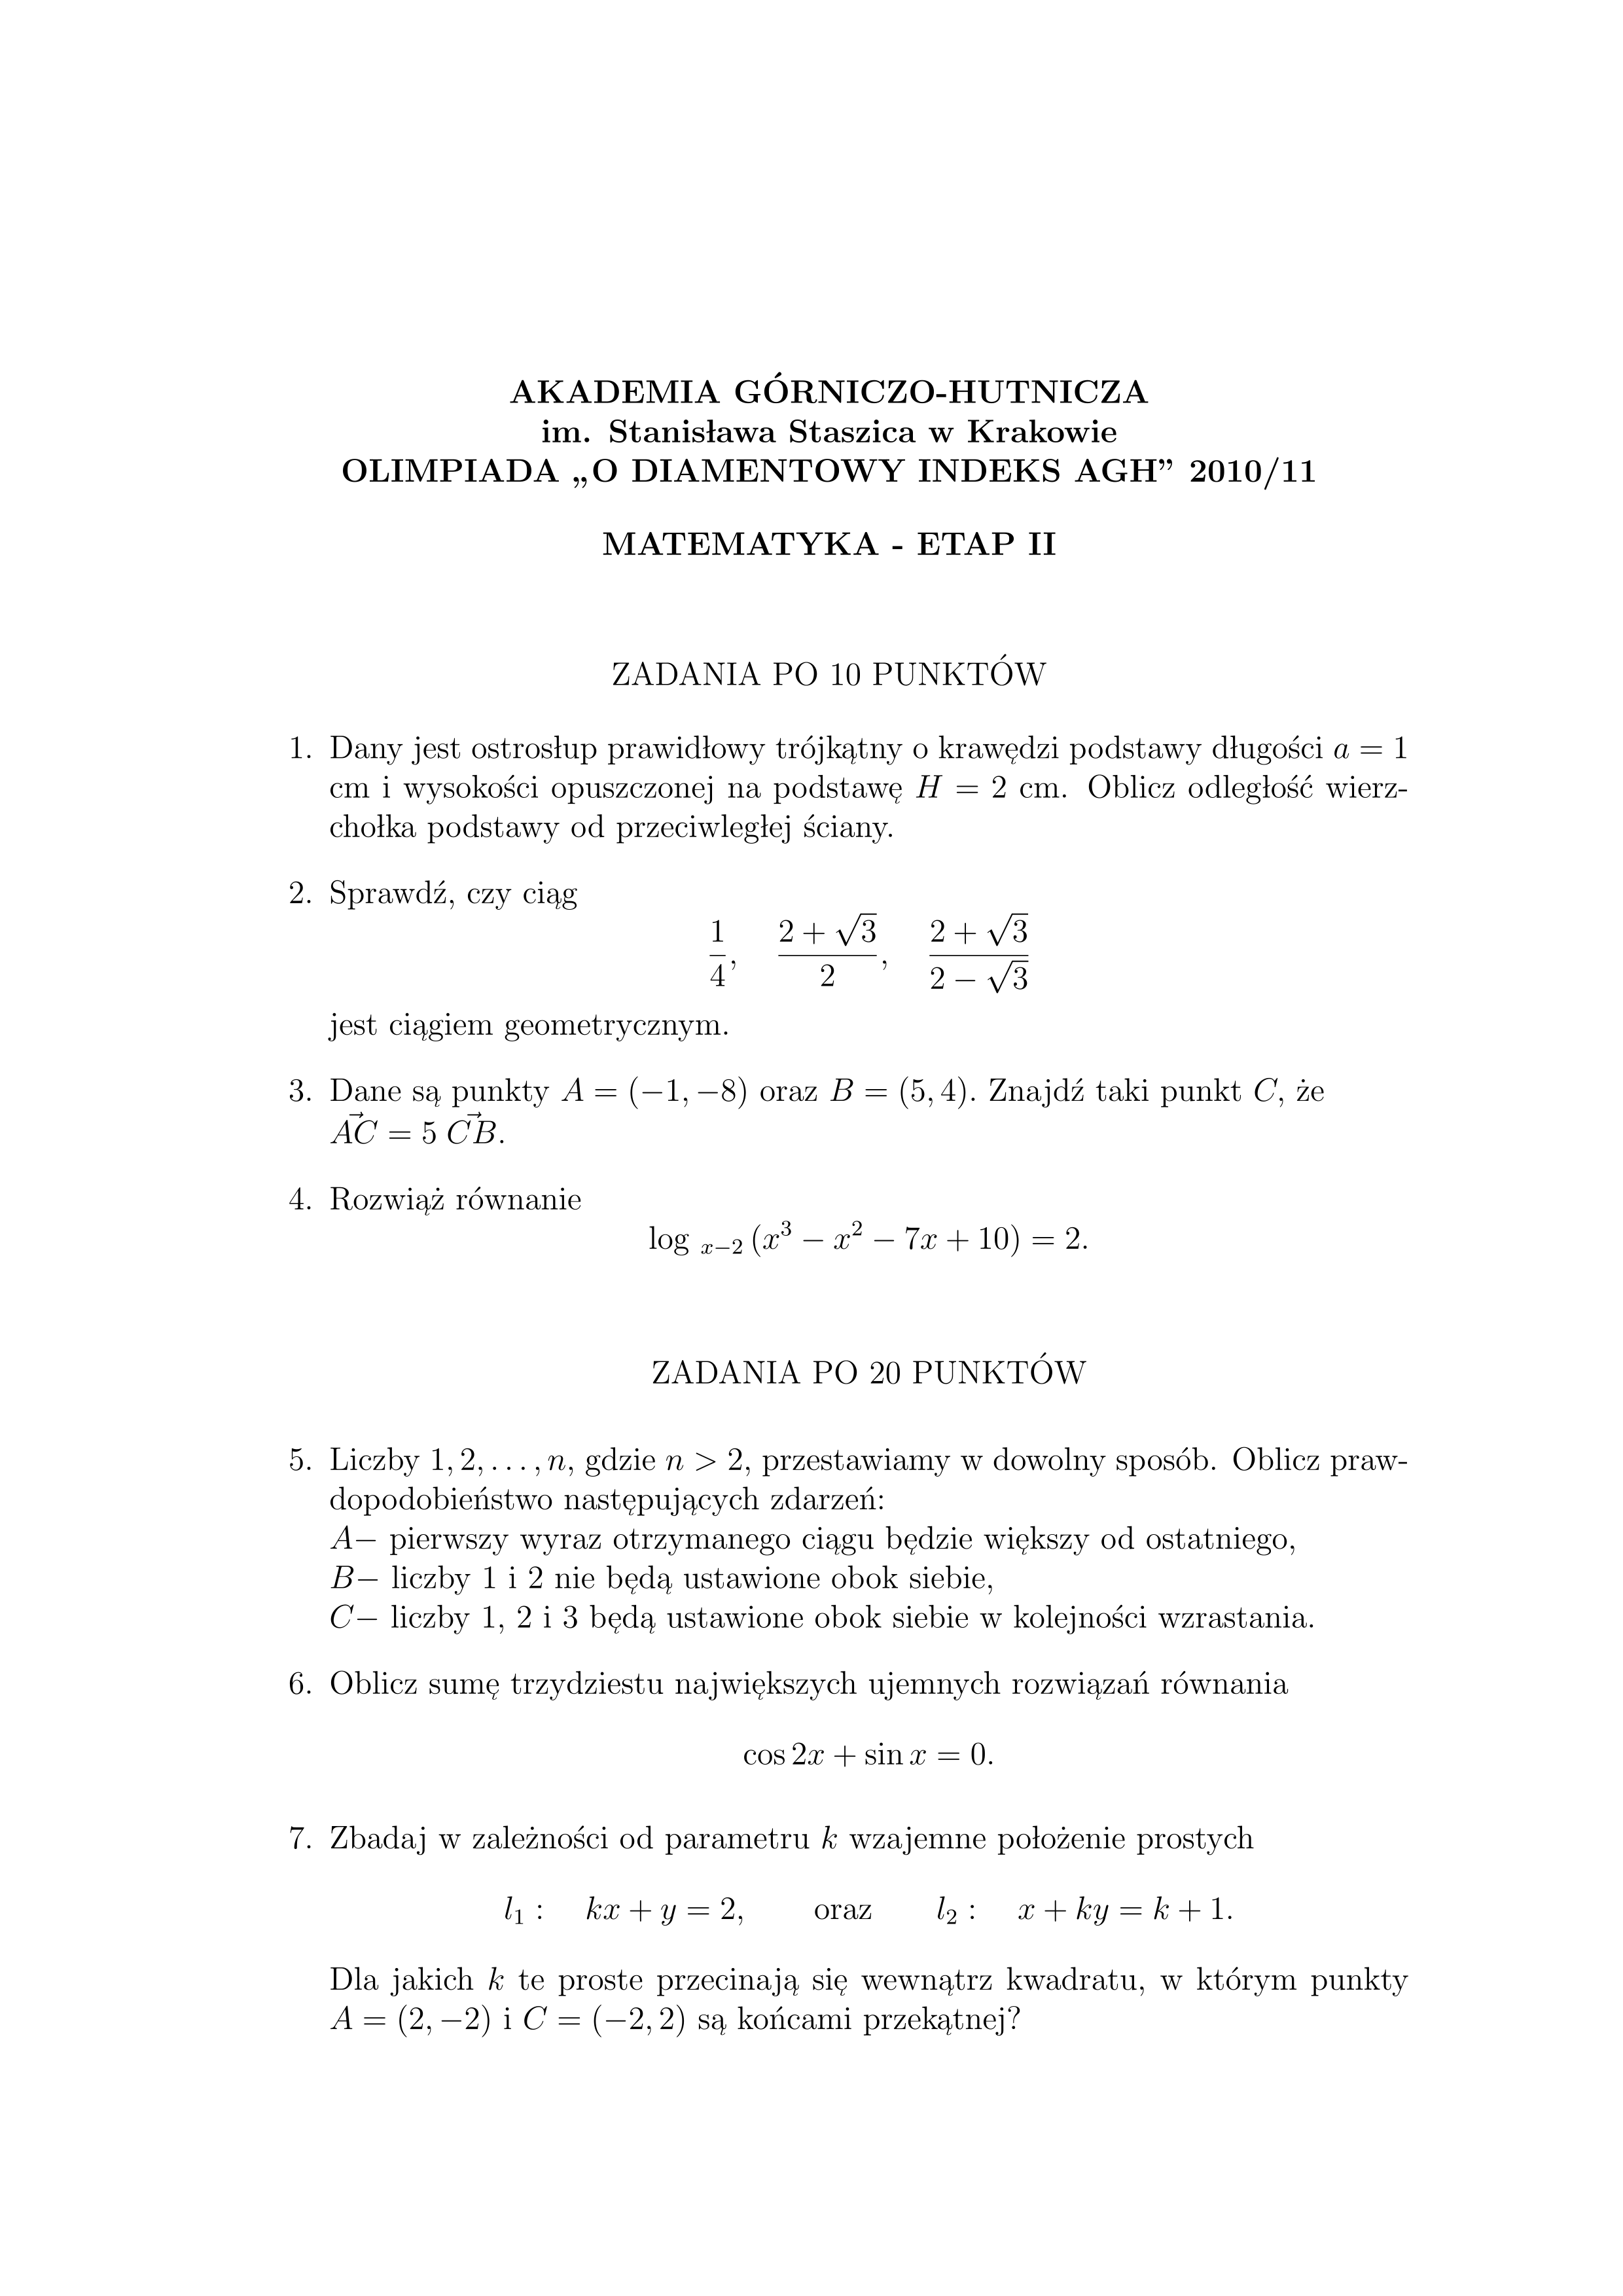 AKADEMIA GÓRNICZO-HUTNICZA
im. Stanisława Staszica w Krakowie
OLIMPIADA „O DIAMENTOWY INDEKS AGH” 2010/11
MATEMATYKA - ETAP II
ZADANIA PO 10 PUNKTÓW
1. Dany jest ostrosłup prawidłowy trójkątny o krawędzi podstawy długości a = 1
cm i wysokości opuszczonej na podstawę H = 2 cm. Oblicz odległość wierz-
chołka podstawy od przeciwległej ściany.
2. Sprawdź, czy ciąg
$\frac{1}{4}, \quad \frac{2+\sqrt{3}}{2}, \quad \frac{2+\sqrt{3}}{2-\sqrt{3}}$
jest ciągiem geometrycznym.
3. Dane są punkty A = (−1, −8) oraz B = (5, 4). Znajdź taki punkt C, że
$\vec{AC} = 5\ \vec{CB}$.
4. Rozwiąż równanie
$\log_{x-2}(x^3 - x^2 - 7x + 10) = 2.$
ZADANIA PO 20 PUNKTÓW
5. Liczby 1, 2, . . . , n, gdzie n > 2, przestawiamy w dowolny sposób. Oblicz praw-
dopodobieństwo następujących zdarzeń:
A− pierwszy wyraz otrzymanego ciągu będzie większy od ostatniego,
B− liczby 1 i 2 nie będą ustawione obok siebie,
C− liczby 1, 2 i 3 będą ustawione obok siebie w kolejności wzrastania.
6. Oblicz sumę trzydziestu największych ujemnych rozwiązań równania
cos 2x + sin x = 0.
7. Zbadaj w zależności od parametru k wzajemne położenie prostych
$l_1: \quad kx + y = 2, \quad$ oraz $\quad l_2: \quad x + ky = k + 1.$
Dla jakich k te proste przecinają się wewnątrz kwadratu, w którym punkty
A = (2, −2) i C = (−2, 2) są końcami przekątnej?